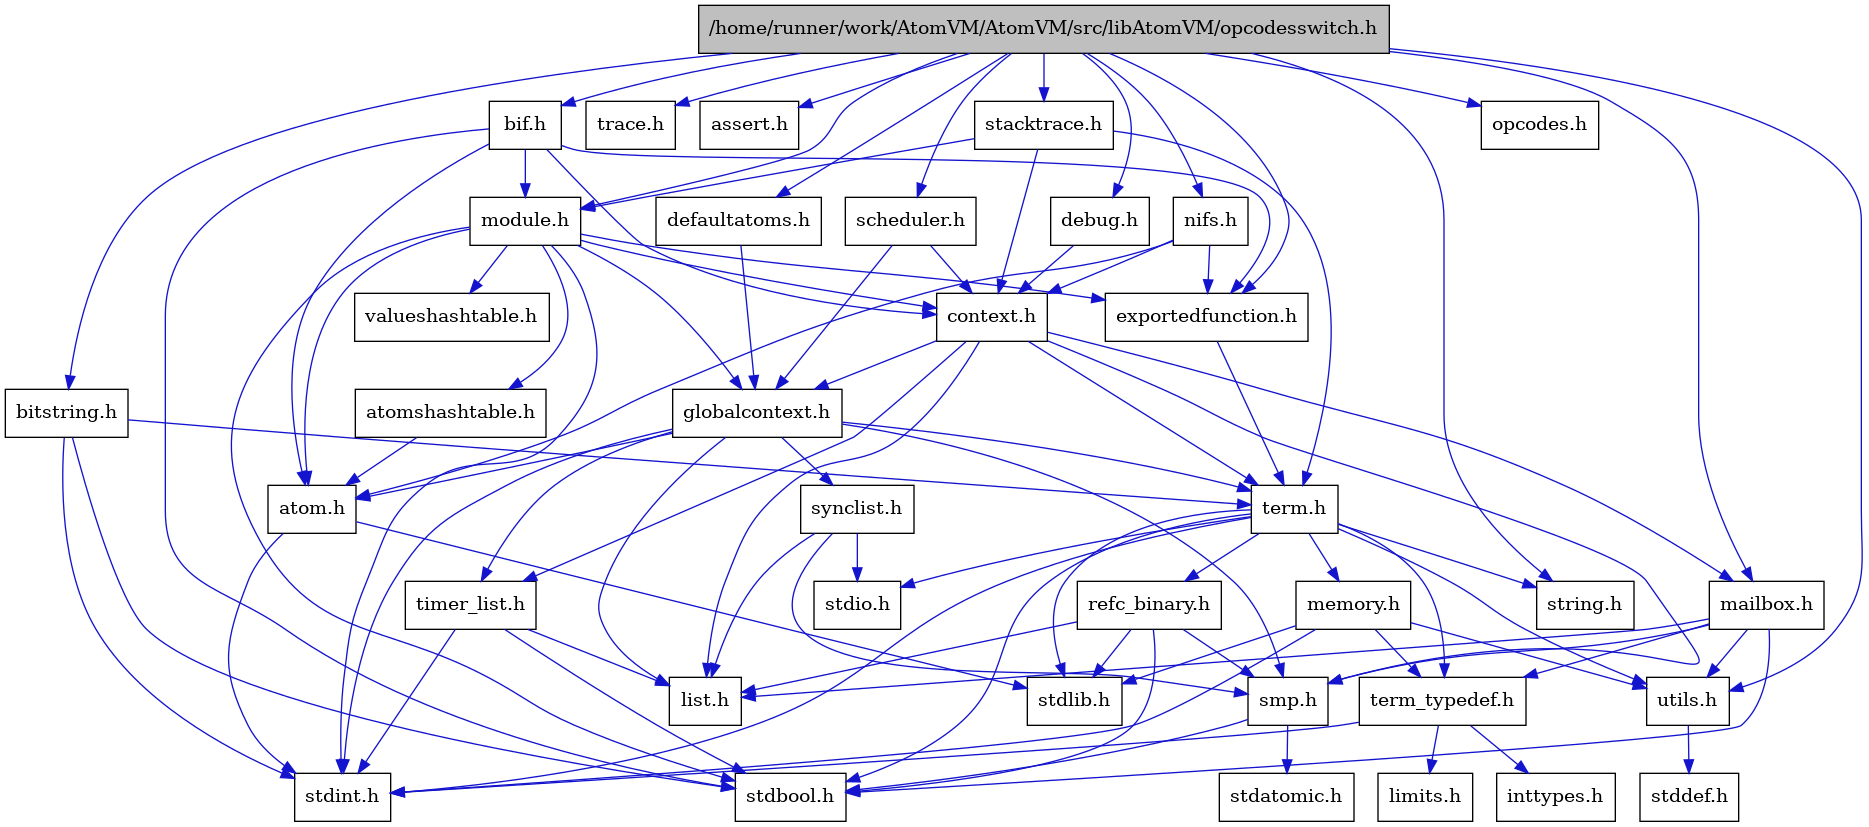 /home/runner/work/AtomVM/AtomVM/src/libAtomVM/opcodesswitch.h
bif.h
trace.h
assert.h
stacktrace.h
opcodes.h
module.h
defaultatoms.h
scheduler.h
debug.h
nifs.h
valueshashtable.h
context.h
exportedfunction.h
bitstring.h
atomshashtable.h
globalcontext.h
atom.h
synclist.h
term.h
timer_list.h
stdio.h
refc_binary.h
memory.h
string.h
mailbox.h
list.h
stdlib.h
smp.h
term_typedef.h
utils.h
stdint.h
stdbool.h
stdatomic.h
limits.h
inttypes.h
stddef.h